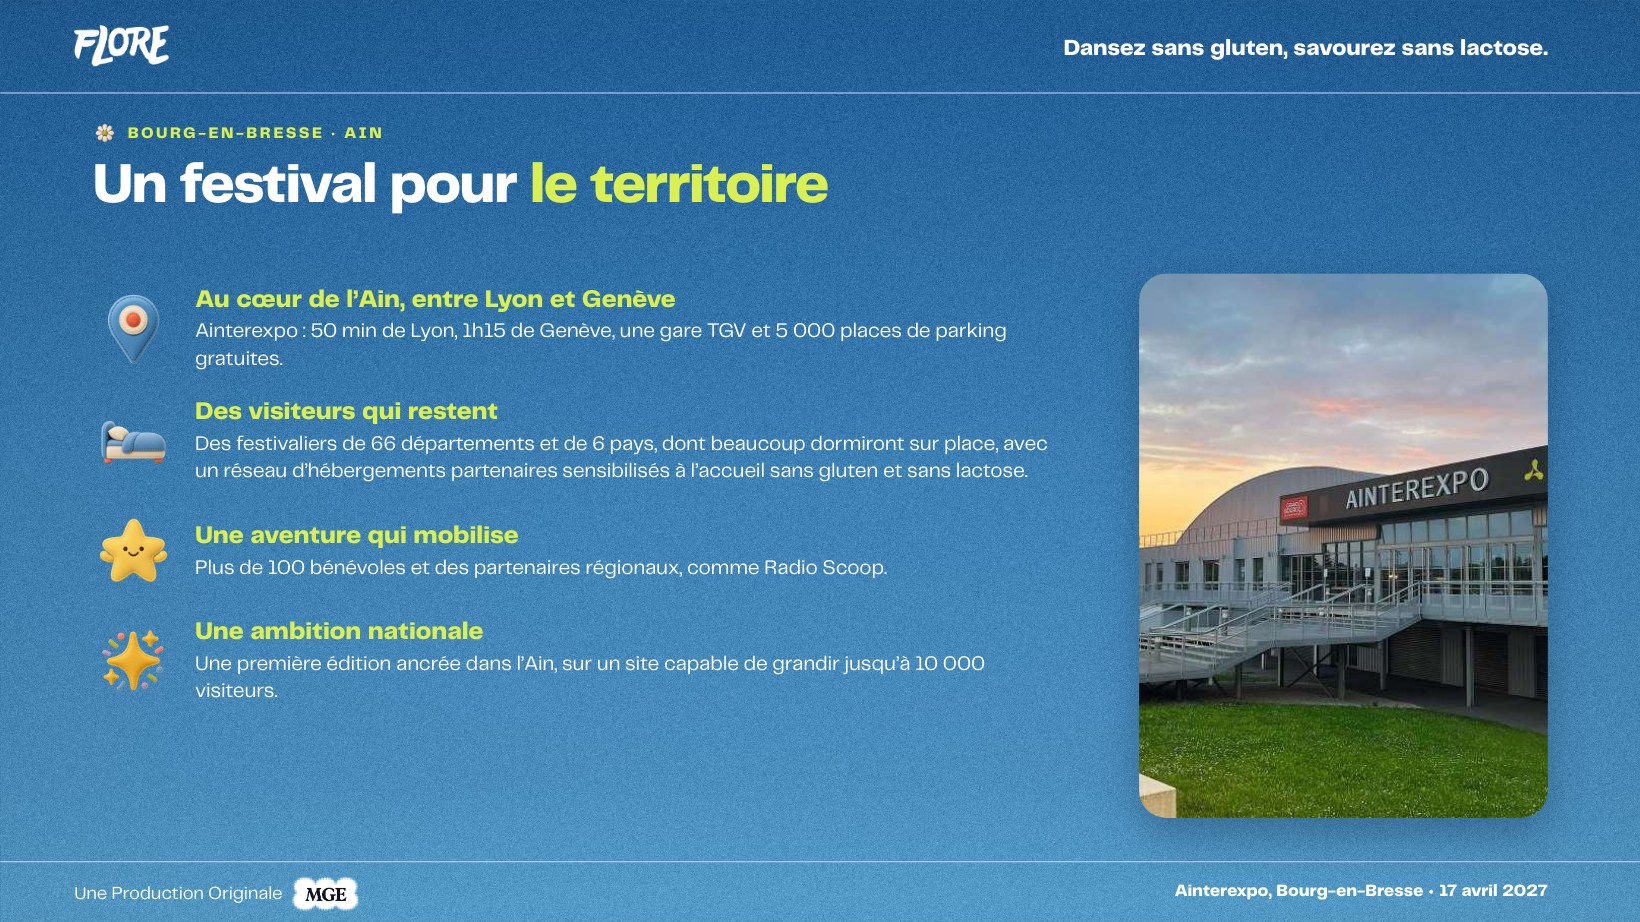 FLORE
Dansez sans gluten, savourez sans lactose.
BOURG-EN-BRESSE · AIN
Un festival pour le territoire
Au cœur de l’Ain, entre Lyon et Genève
Ainterexpo : 50 min de Lyon, 1h15 de Genève, une gare TGV et 5 000 places de parking
gratuites.
Des visiteurs qui restent
Des festivaliers de 66 départements et de 6 pays, dont beaucoup dormiront sur place, avec
un réseau d’hébergements partenaires sensibilisés à l’accueil sans gluten et sans lactose.
Une aventure qui mobilise
Plus de 100 bénévoles et des partenaires régionaux, comme Radio Scoop.
Une ambition nationale
Une première édition ancrée dans l’Ain, sur un site capable de grandir jusqu’à 10 000
visiteurs.
AINTEREXPO
Une Production Originale MGE
Ainterexpo, Bourg-en-Bresse • 17 avril 2027